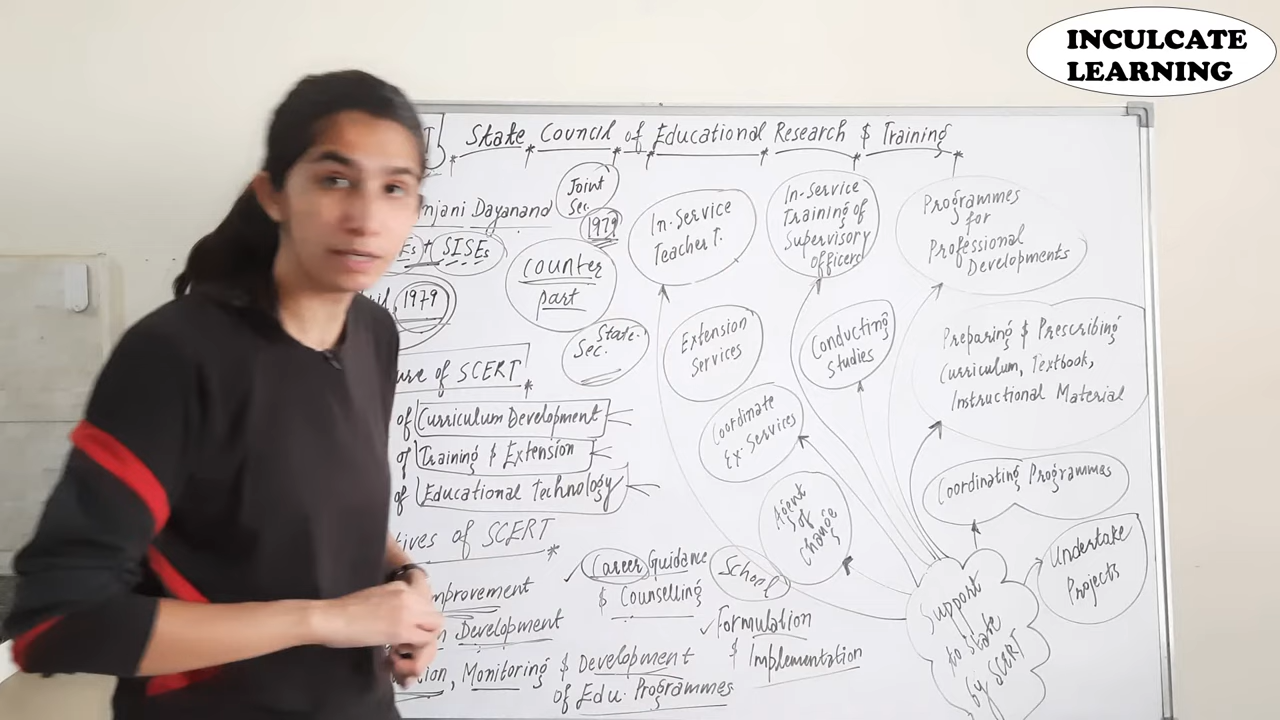 INCULCATE
LEARNING
State Council of Educational Research & Training
Dayanand
Joint
Sec.
1979
SISEs
1979
counter
part
State.
Sec.
of SCERT
of Curriculum Development
of Training & Extension
of Educational Technology
of SCERT
Career Guidance
& Counselling
School
Formulation
& Implementation
Development
Monitoring & Development
of Edu. Programmes
In-Service
Teacher T.
In-Service
Training of
Supervisory
officers
Programmes
for
Professional
Developments
Extension
Services
Conducting
Studies
Preparing & Prescribing
Curriculum, Textbook,
Instructional Material
Coordinate
Ex. Services
Agent
of
change
Coordinating Programmes
Undertake
Projects
Support
to State
by SCERT